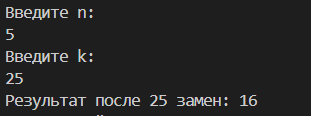 Введите n:
5
Введите k:
25
Результат после 25 замен: 16